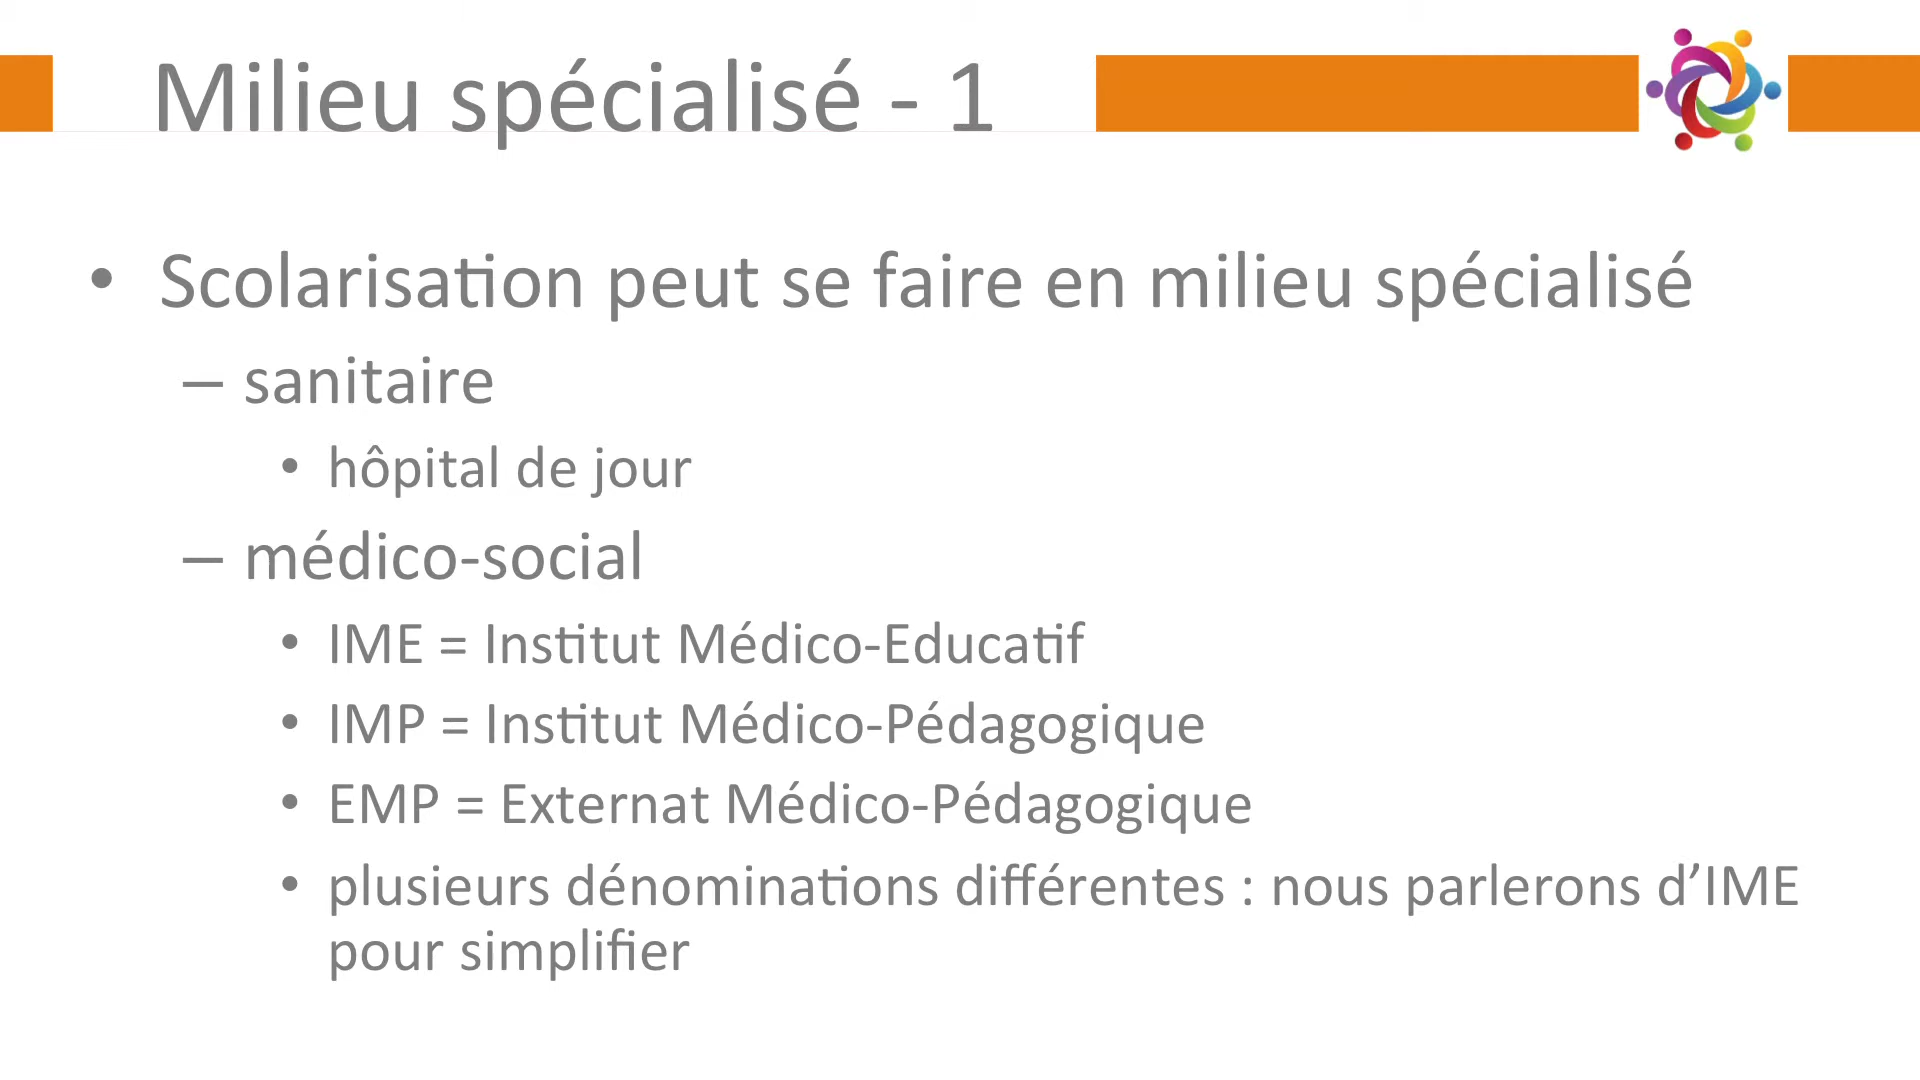 Milieu spécialisé - 1
• Scolarisation peut se faire en milieu spécialisé
– sanitaire
• hôpital de jour
– médico-social
• IME = Institut Médico-Educatif
• IMP = Institut Médico-Pédagogique
• EMP = Externat Médico-Pédagogique
• plusieurs dénominations différentes : nous parlerons d’IME
pour simplifier